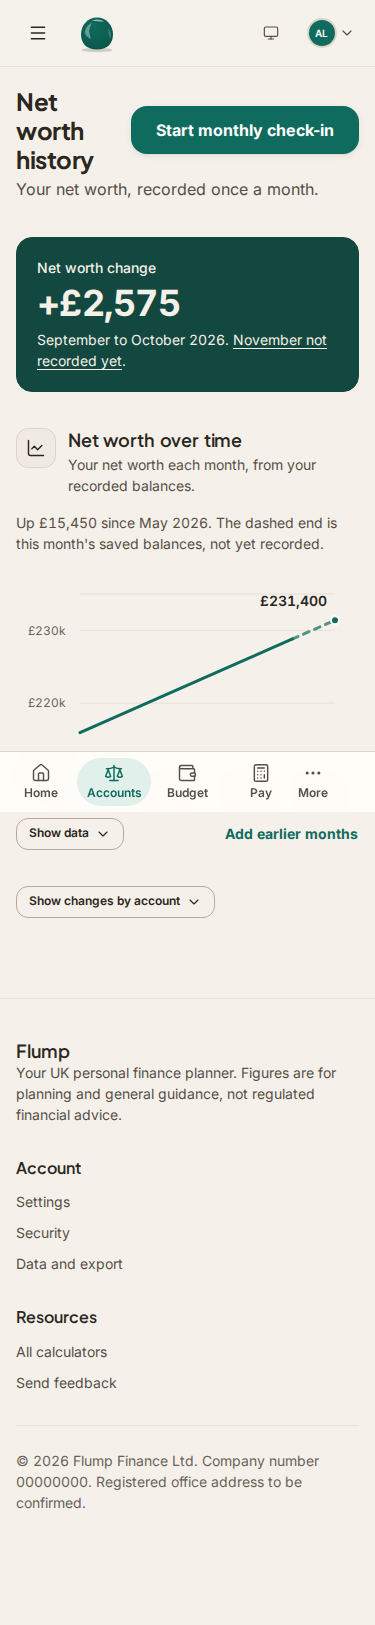 AL
Net
worth
history
Start monthly check-in
Your net worth, recorded once a month.
Net worth change
+£2,575
September to October 2026. November not
recorded yet.
Net worth over time
Your net worth each month, from your
recorded balances.
Up £15,450 since May 2026. The dashed end is
this month's saved balances, not yet recorded.
£231,400
£230k
£220k
Home
Accounts
Budget
Pay
More
Show data
Add earlier months
Show changes by account
Flump
Your UK personal finance planner. Figures are for
planning and general guidance, not regulated
financial advice.
Account
Settings
Security
Data and export
Resources
All calculators
Send feedback
© 2026 Flump Finance Ltd. Company number
00000000. Registered office address to be
confirmed.